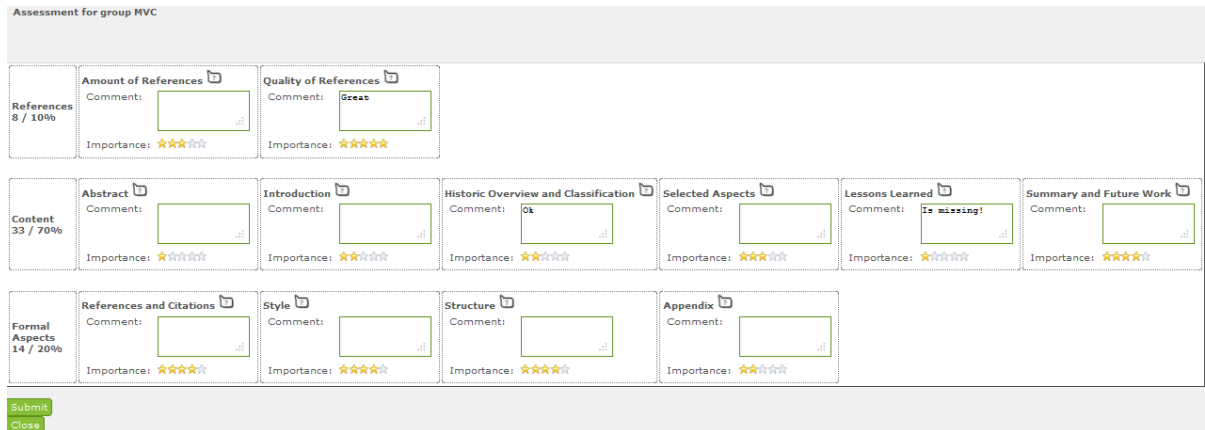 Assessment for group MVC
Amount of References ? Quality of References ?
Comment: Comment: Great
References
8 / 10%
Importance: Importance:
Abstract ? Introduction ? Historic Overview and Classification ? Selected Aspects ? Lessons Learned ? Summary and Future Work ?
Comment: Comment: Comment: Ok Comment: Comment: Is missing! Comment:
Content
33 / 70%
Importance: Importance: Importance: Importance: Importance: Importance:
References and Citations ? Style ? Structure ? Appendix ?
Comment: Comment: Comment: Comment:
Formal
Aspects
14 / 20%
Importance: Importance: Importance: Importance:
Submit
Close